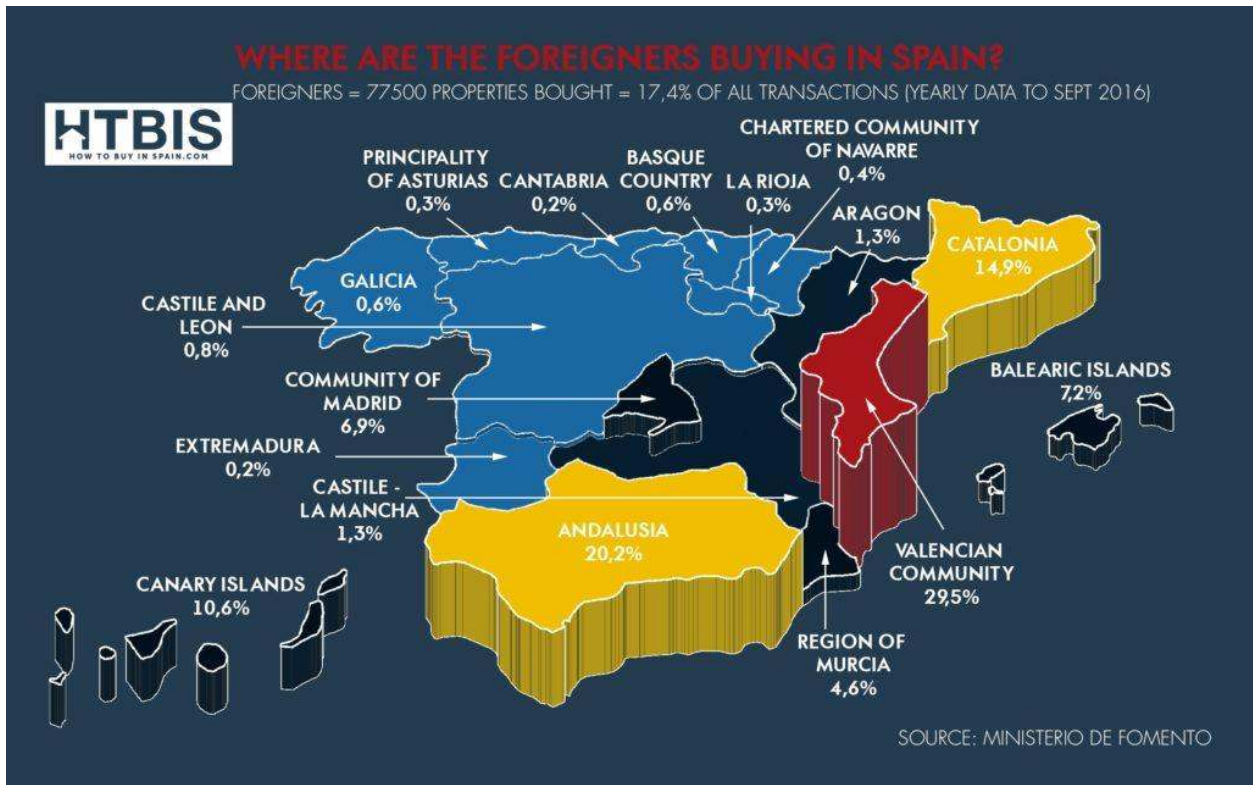 WHERE ARE THE FOREIGNERS BUYING IN SPAIN?
FOREIGNERS = 77500 PROPERTIES BOUGHT = 17,4% OF ALL TRANSACTIONS (YEARLY DATA TO SEPT 2016)
HTBIS
HOW TO BUY IN SPAIN.COM
PRINCIPALITY
OF ASTURIAS
0,3%
CANTABRIA
0,2%
BASQUE
COUNTRY
0,6%
LA RIOJA
0,3%
CHARTERED COMMUNITY
OF NAVARRE
0,4%
ARAGON
1,3%
CATALONIA
14,9%
GALICIA
0,6%
CASTILE AND
LEON
0,8%
COMMUNITY OF
MADRID
6,9%
BALEARIC ISLANDS
7,2%
EXTREMADURA
0,2%
CASTILE -
LA MANCHA
1,3%
ANDALUSIA
20,2%
VALENCIAN
COMMUNITY
29,5%
CANARY ISLANDS
10,6%
REGION OF
MURCIA
4,6%
SOURCE: MINISTERIO DE FOMENTO